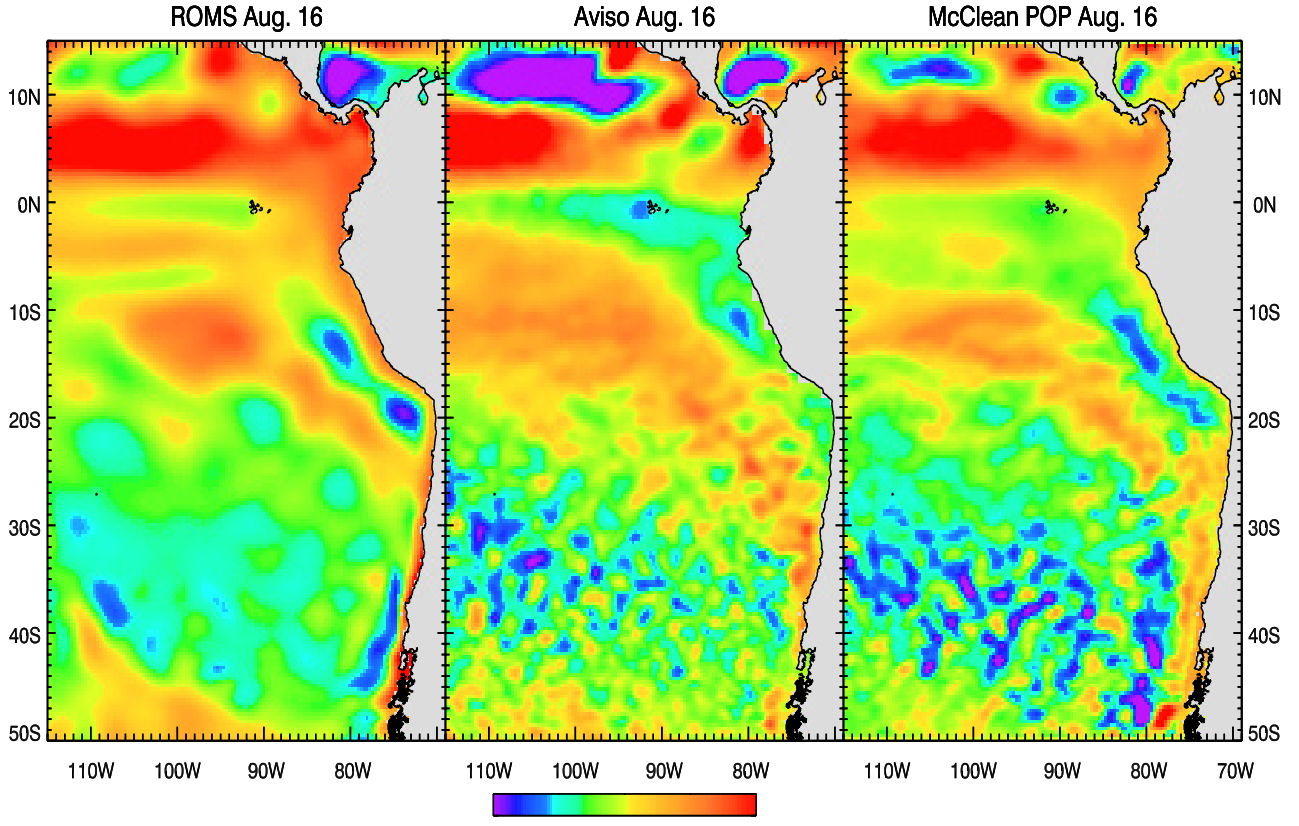 ROMS Aug. 16 Aviso Aug. 16 McClean POP Aug. 16
10N 10N
0N 0N
10S 10S
20S 20S
30S 30S
40S 40S
50S 50S
110W 100W 90W 80W 110W 100W 90W 80W 110W 100W 90W 80W 70W